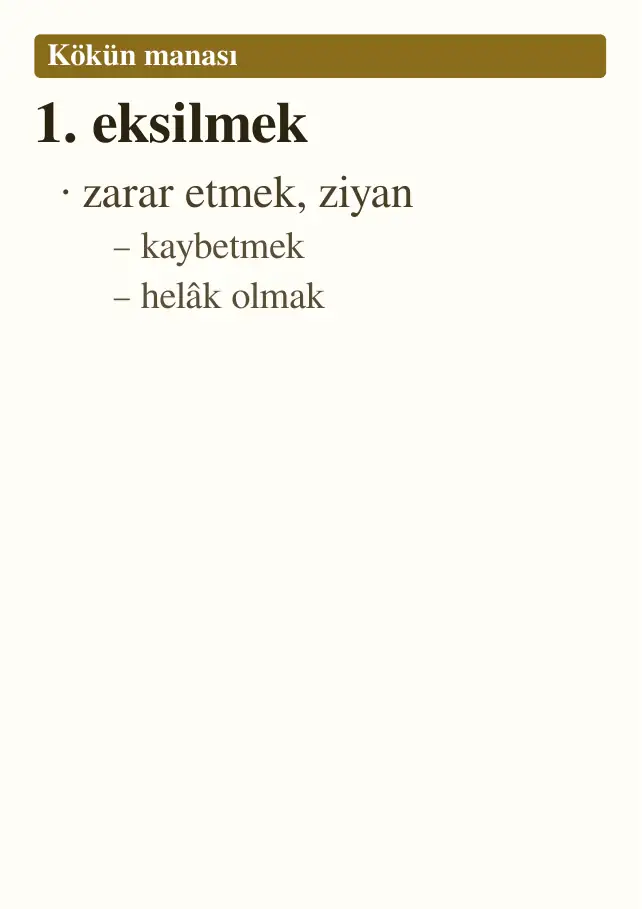 Kökün manası
1. eksilmek
· zarar etmek, ziyan
– kaybetmek
– helâk olmak